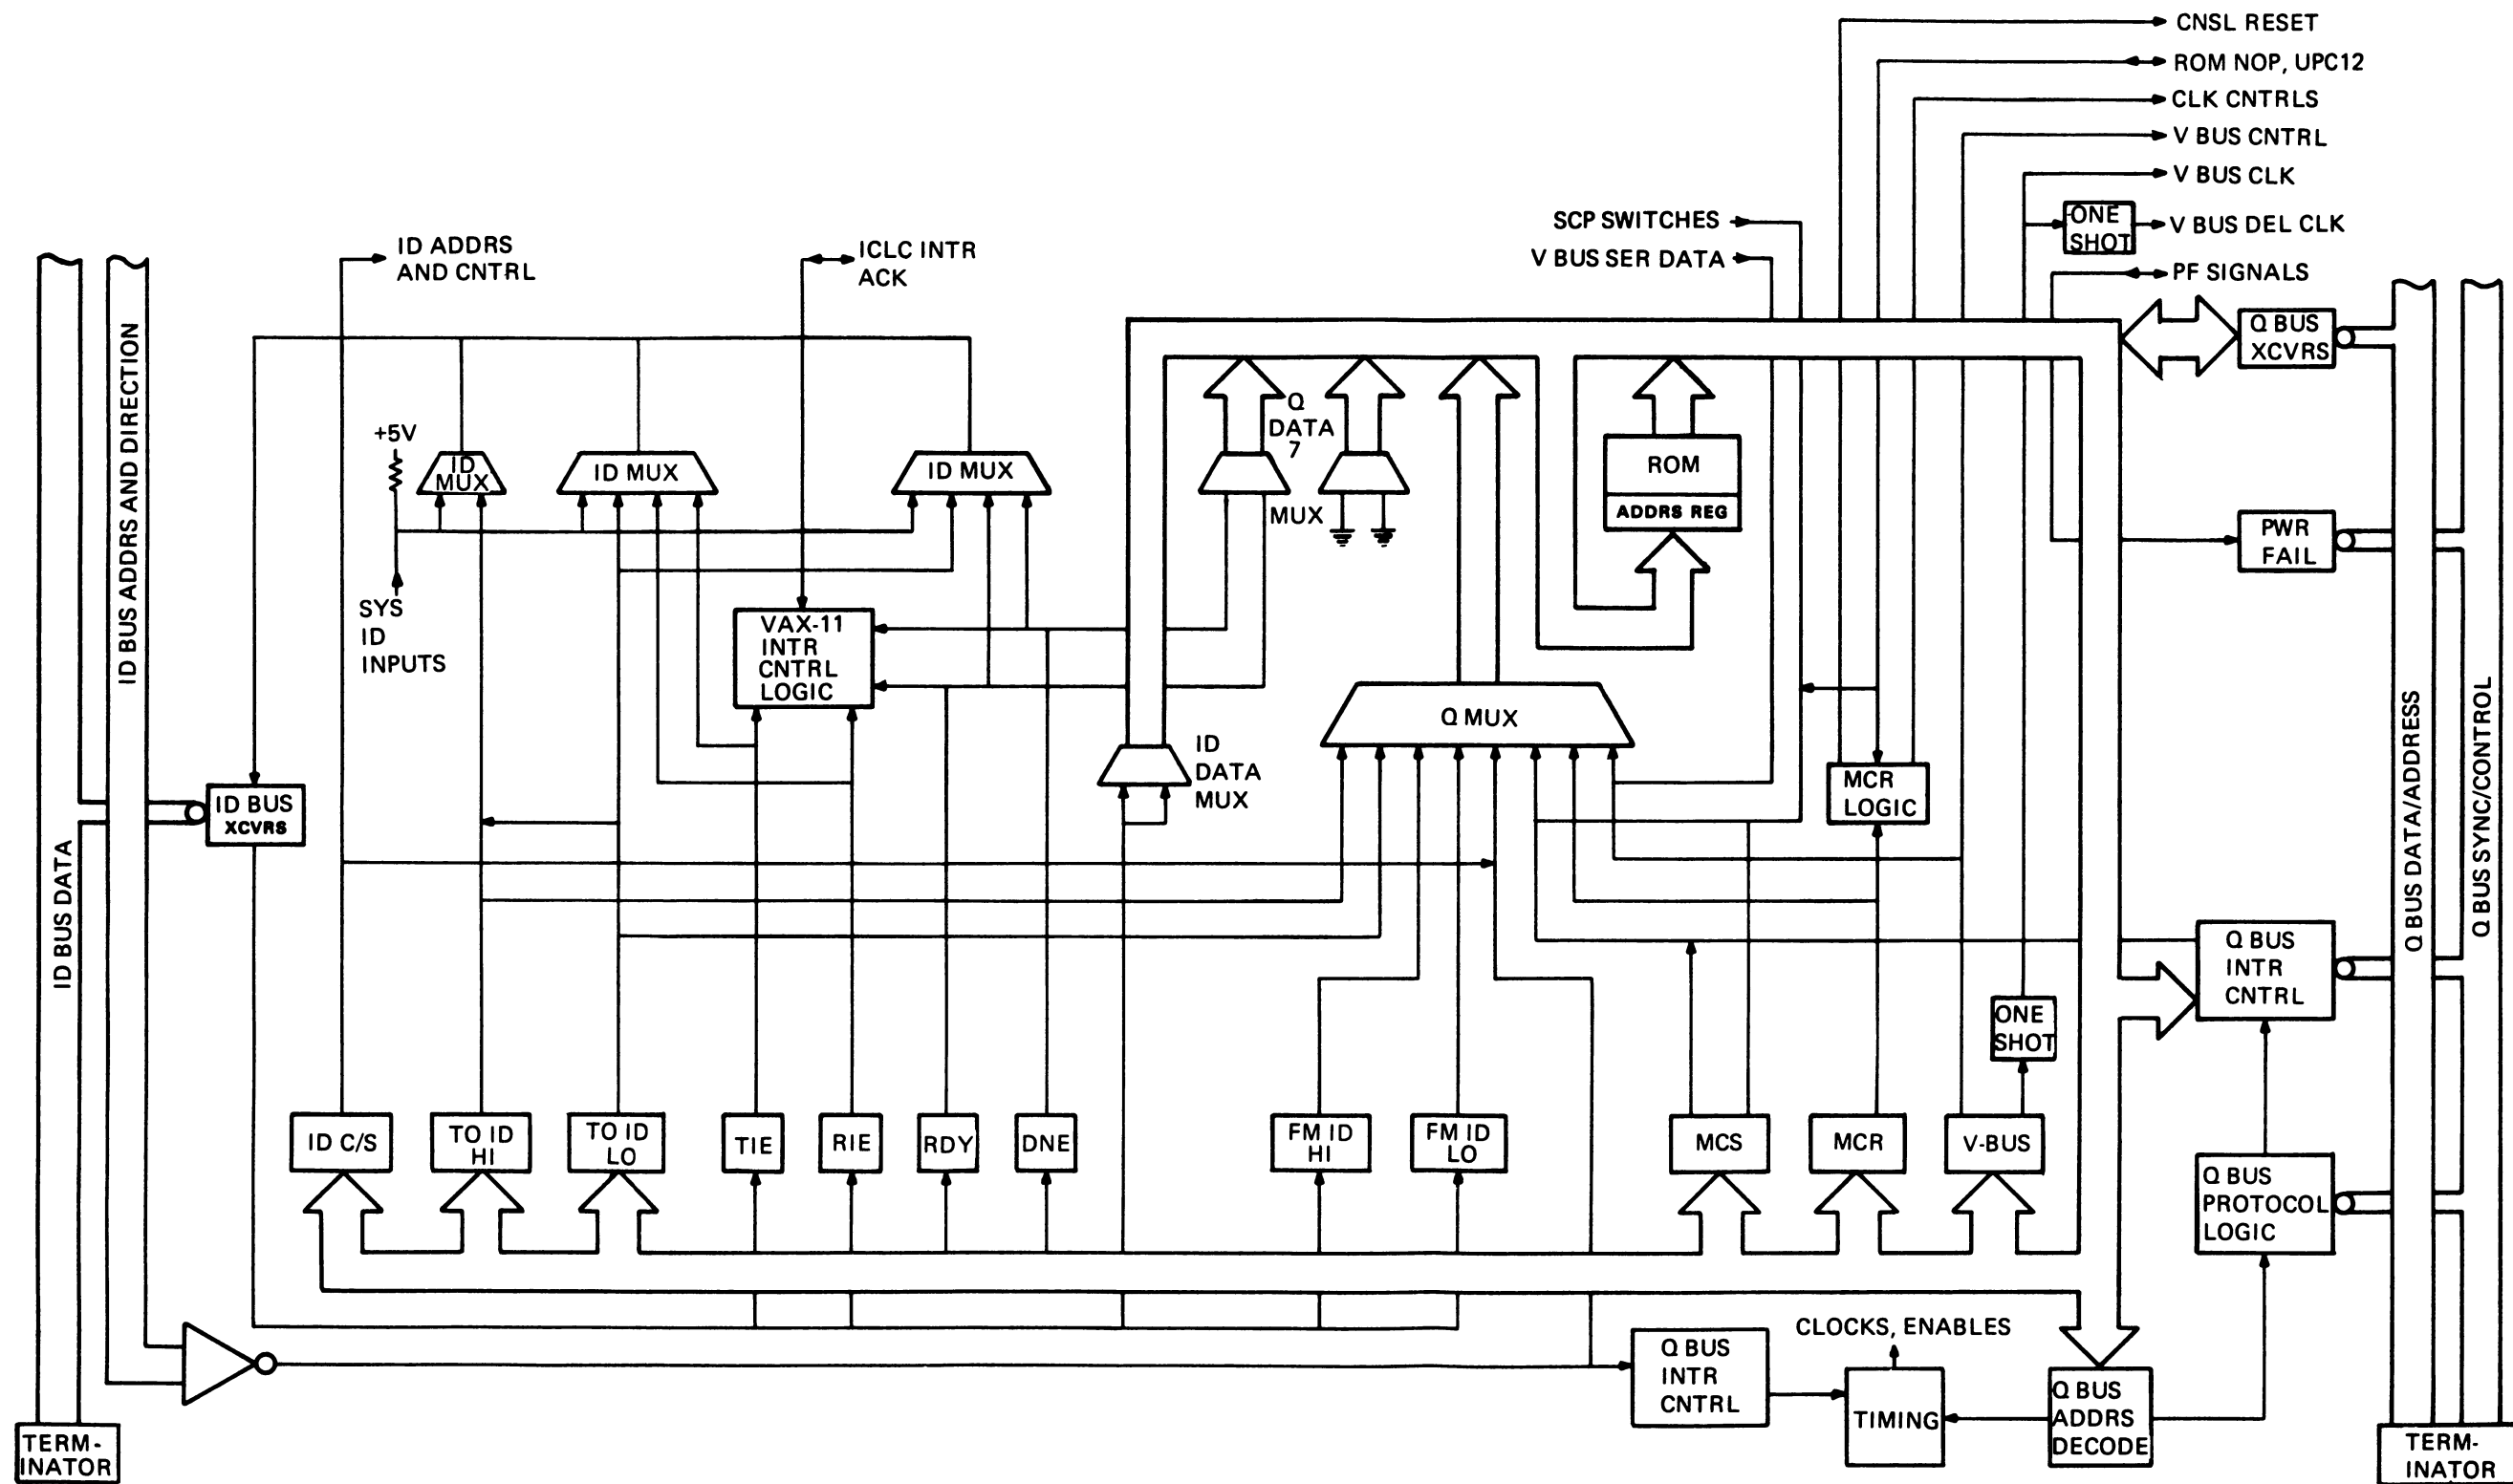 CNSL RESET
ROM NOP, UPC12
CLK CNTRLS
V BUS CNTRL
V BUS CLK
ONE
SHOT
V BUS DEL CLK
SCP SWITCHES
V BUS SER DATA
PF SIGNALS
ID ADDRS
AND CNTRL
ICLC INTR
ACK
Q BUS
XCVRS
ID BUS ADDRS AND DIRECTION
+5V
ID
MUX
ID MUX
ID MUX
Q
DATA
7
MUX
ROM
ADDRS REG
PWR
FAIL
SYS
ID
INPUTS
VAX-11
INTR
CNTRL
LOGIC
Q MUX
ID
DATA
MUX
MCR
LOGIC
ID BUS
XCVRS
ID BUS DATA
Q BUS DATA/ADDRESS
Q BUS SYNC/CONTROL
Q BUS
INTR
CNTRL
ONE
SHOT
ID C/S
TO ID
HI
TO ID
LO
TIE
RIE
RDY
DNE
FM ID
HI
FM ID
LO
MCS
MCR
V-BUS
Q BUS
PROTOCOL
LOGIC
CLOCKS, ENABLES
Q BUS
INTR
CNTRL
TIMING
Q BUS
ADDRS
DECODE
TERM-
INATOR
TERM-
INATOR